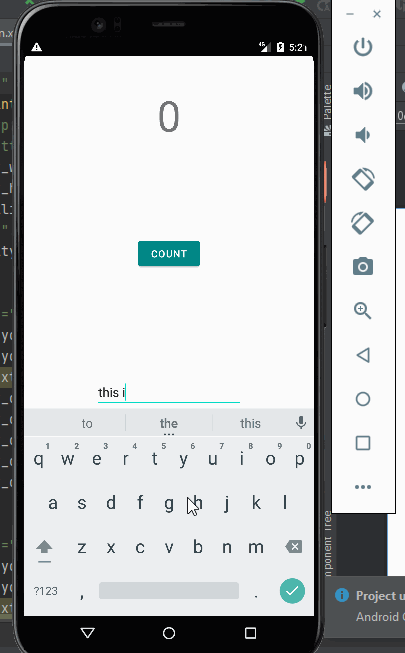 5:21
0
COUNT
this i
to the this
1 2 3 4 5 6 7 8 9 0
q w e r t y u i o p
a s d f g h j k l
z x c v b n m
?123 , .
Palette
Component Tree
Project u
Android